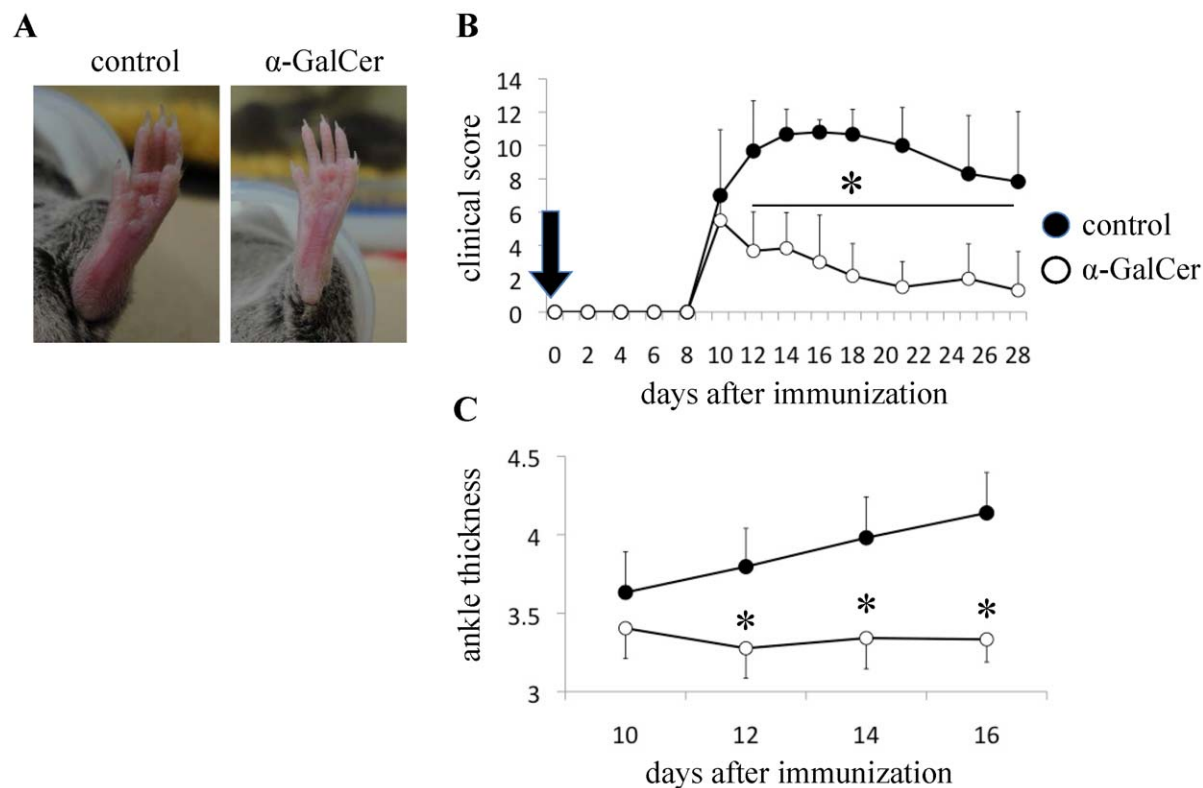 A
control α-GalCer
B
14
12
10
8
6
4
2
0
clinical score
*
control
α-GalCer
0 2 4 6 8 10 12 14 16 18 20 22 24 26 28
days after immunization
C
4.5
4
3.5
3
ankle thickness
* * *
10 12 14 16
days after immunization